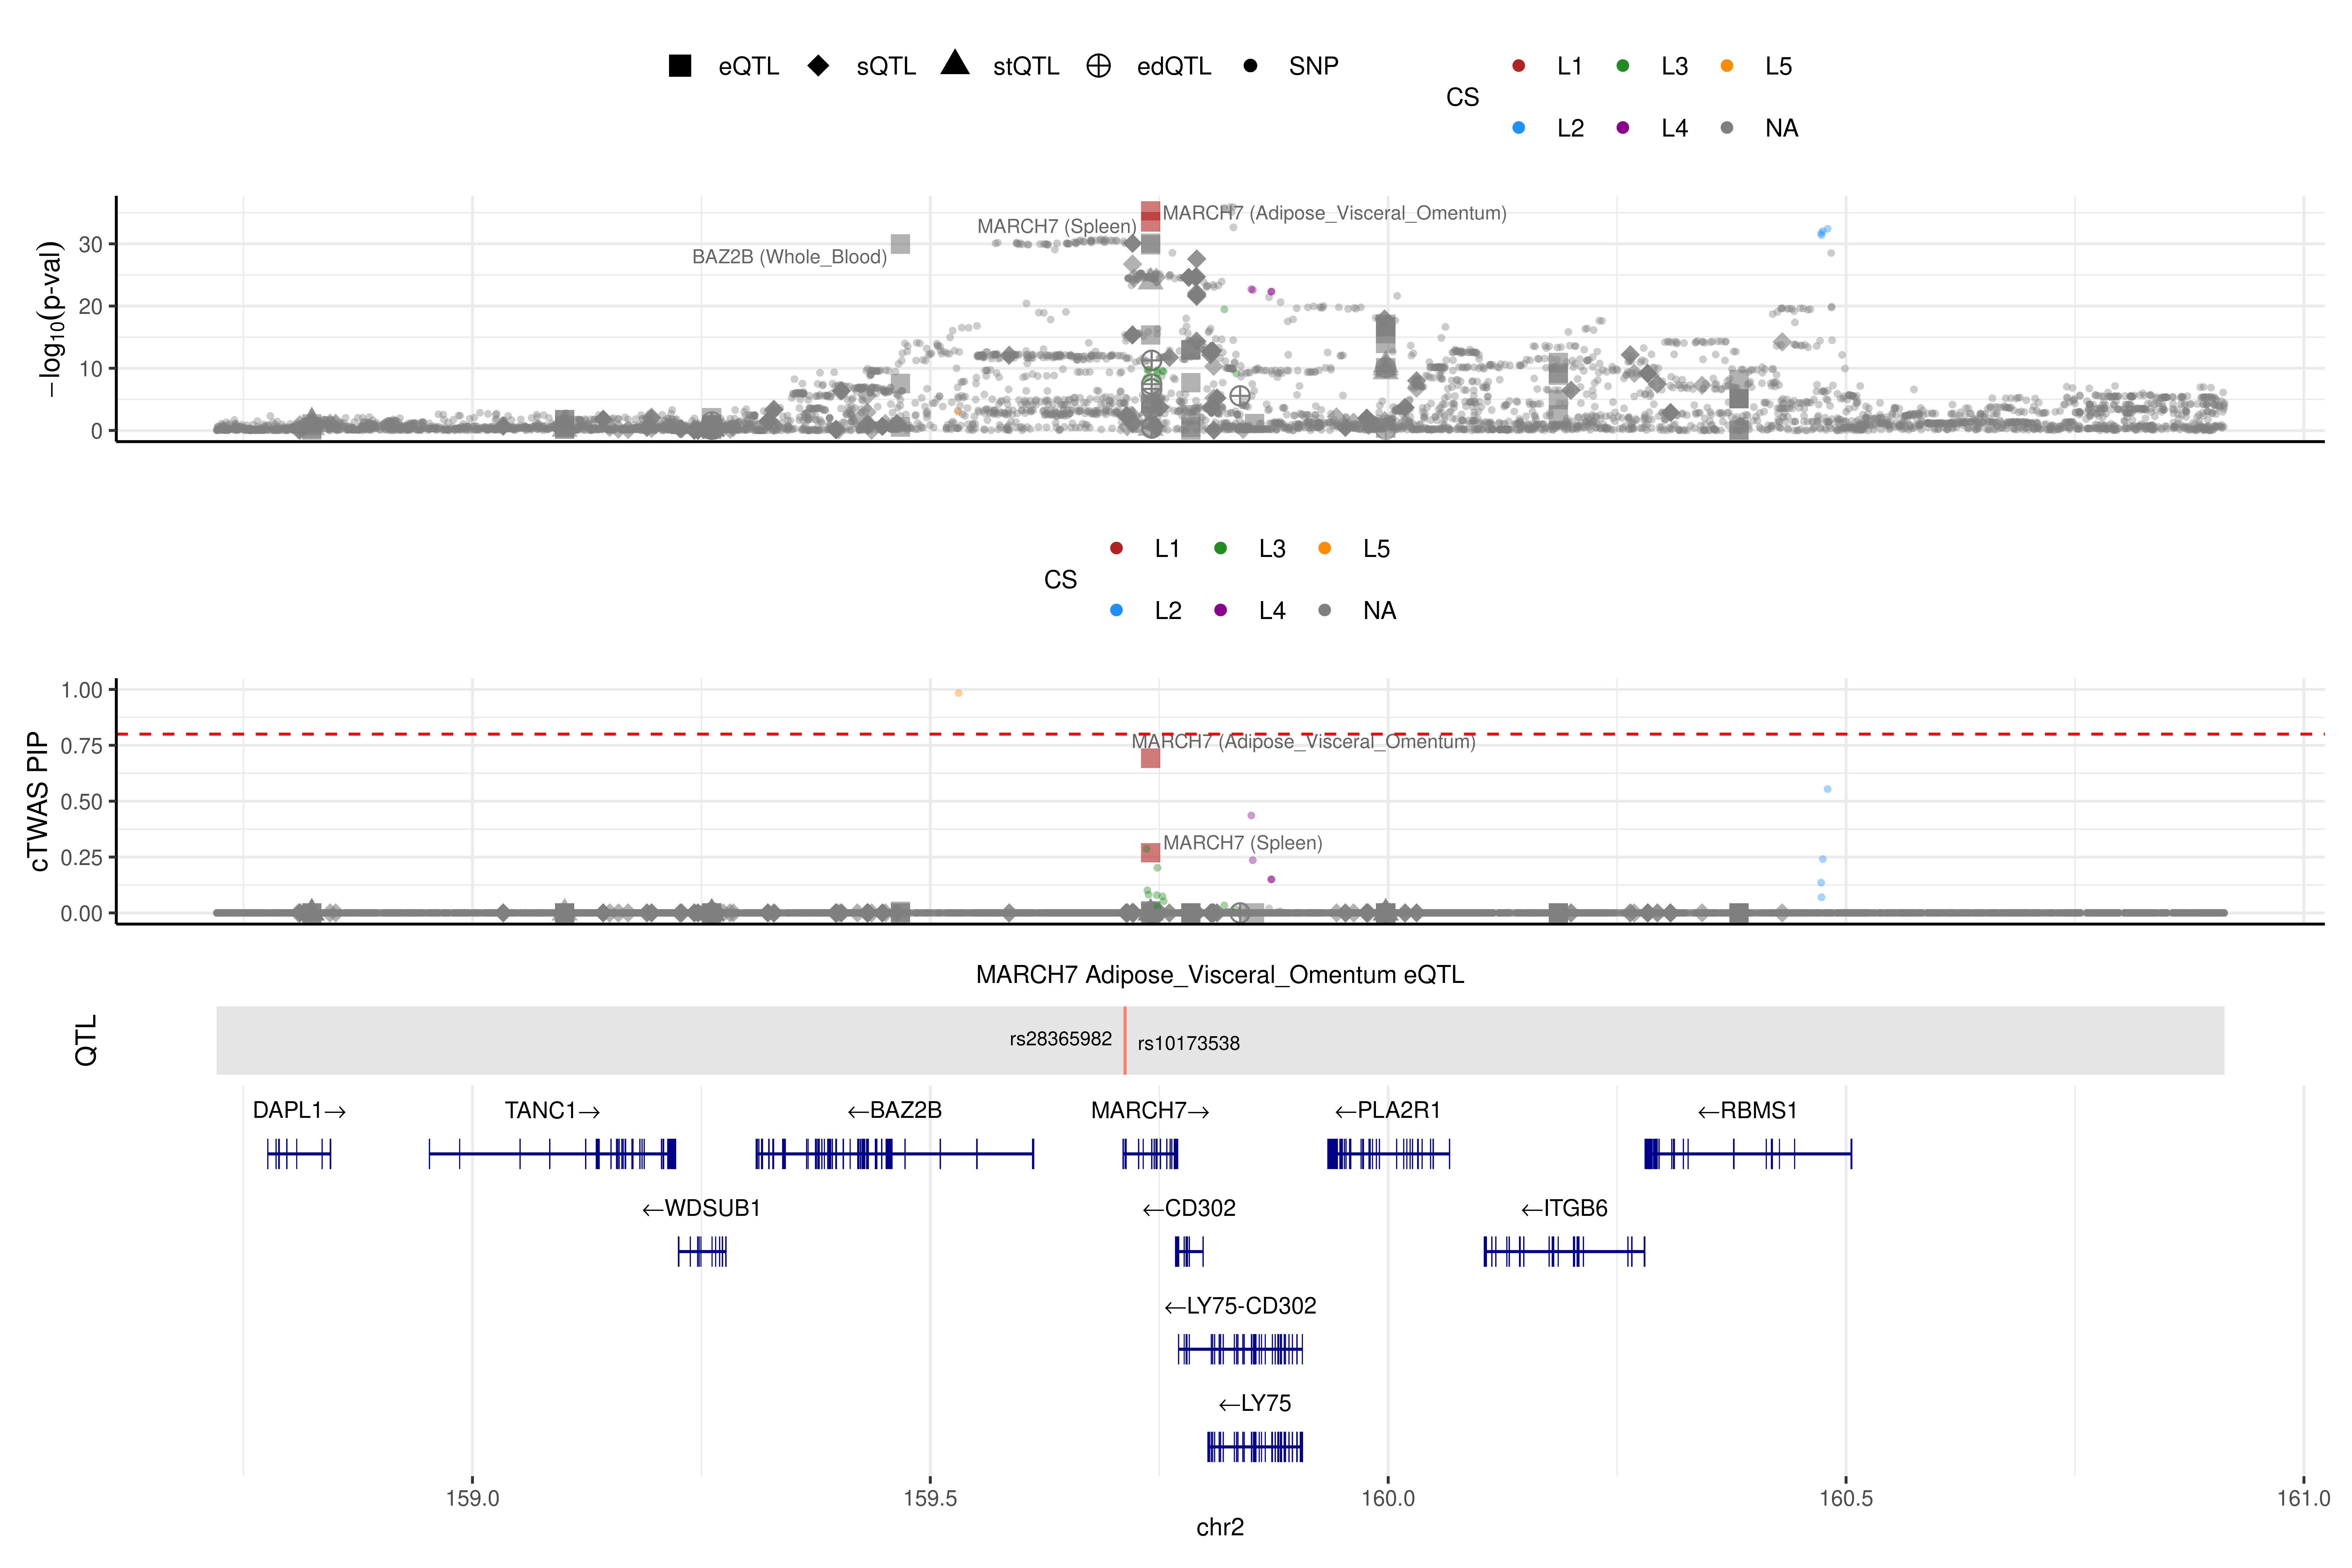 eQTL sQTL stQTL edQTL SNP
CS
L1 L3 L5
L2 L4 NA
−log10(p-val)
30
20
10
0
MARCH7 (Adipose_Visceral_Omentum)
MARCH7 (Spleen)
BAZ2B (Whole_Blood)
CS
L1 L3 L5
L2 L4 NA
cTWAS PIP
1.00
0.75
0.50
0.25
0.00
MARCH7 (Adipose_Visceral_Omentum)
MARCH7 (Spleen)
MARCH7 Adipose_Visceral_Omentum eQTL
QTL
rs28365982 rs10173538
DAPL1→ TANC1→ ←BAZ2B MARCH7→ ←PLA2R1 ←RBMS1
←WDSUB1 ←CD302 ←ITGB6
←LY75-CD302
←LY75
159.0 159.5 160.0 160.5 161.0
chr2